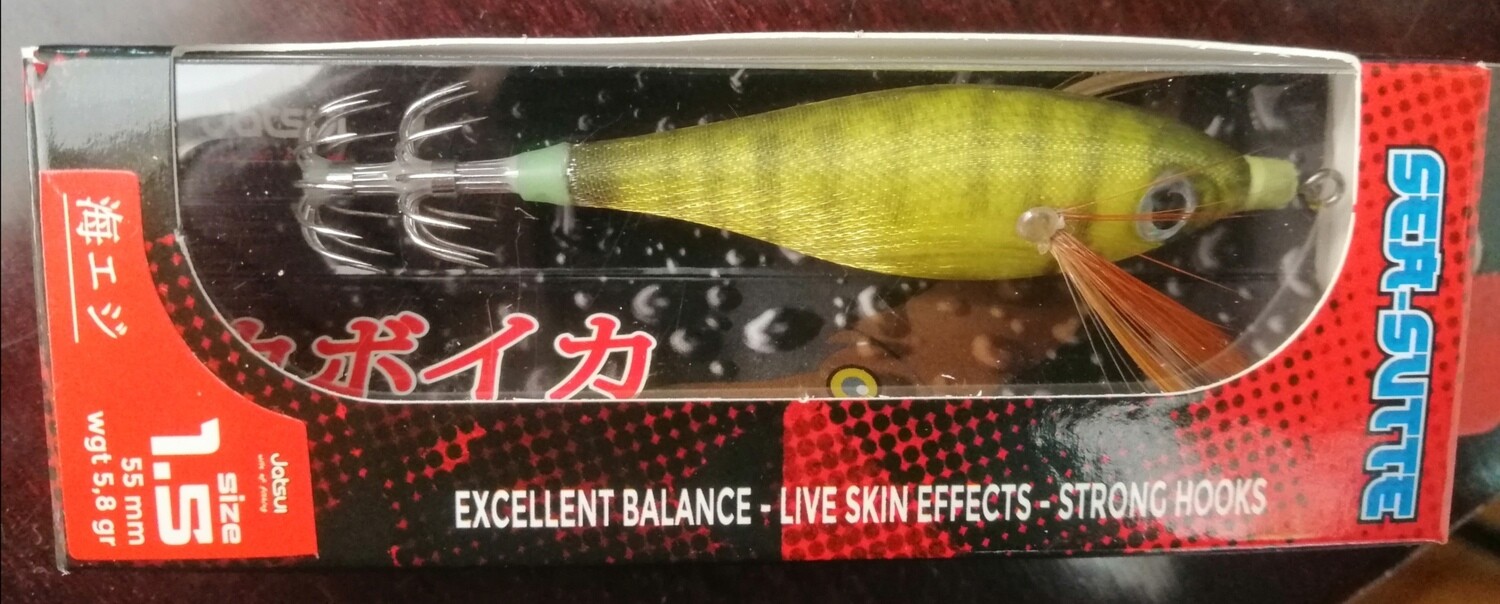 Jatsui
海エジ
ボイカ
Jatsui
size
1.5
55 mm
wgt 5,8 gr
EXCELLENT BALANCE - LIVE SKIN EFFECTS - STRONG HOOKS
SEA-SUTTE